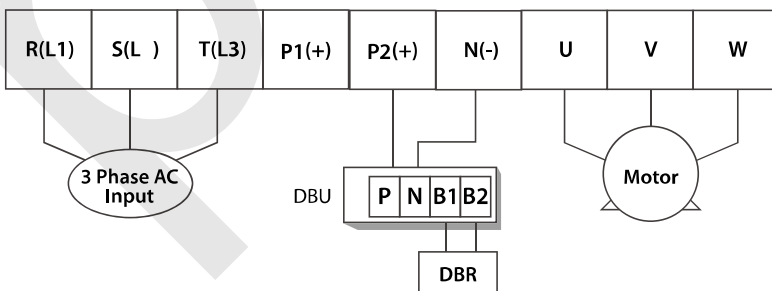 R(L1) S(L ) T(L3) P1(+) P2(+) N(-) U V W
3 Phase AC
Input
DBU
P N B1 B2
Motor
DBR